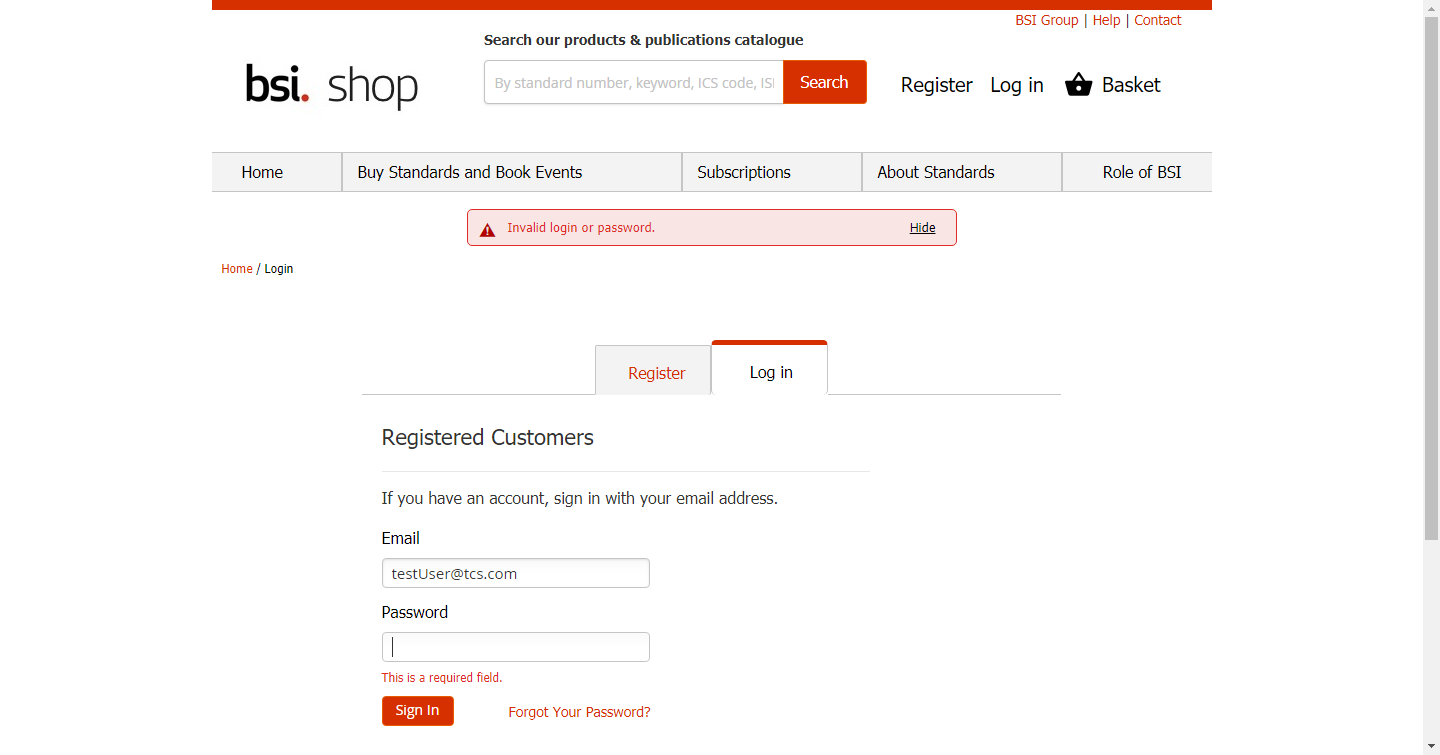 BSI Group | Help | Contact
Search our products & publications catalogue
bsi. shop
By standard number, keyword, ICS code, ISI
Search
Register
Log in
Basket
Home
Buy Standards and Book Events
Subscriptions
About Standards
Role of BSI
Invalid login or password.
Hide
Home / Login
Register
Log in
Registered Customers
If you have an account, sign in with your email address.
Email
testUser@tcs.com
Password
This is a required field.
Sign In
Forgot Your Password?